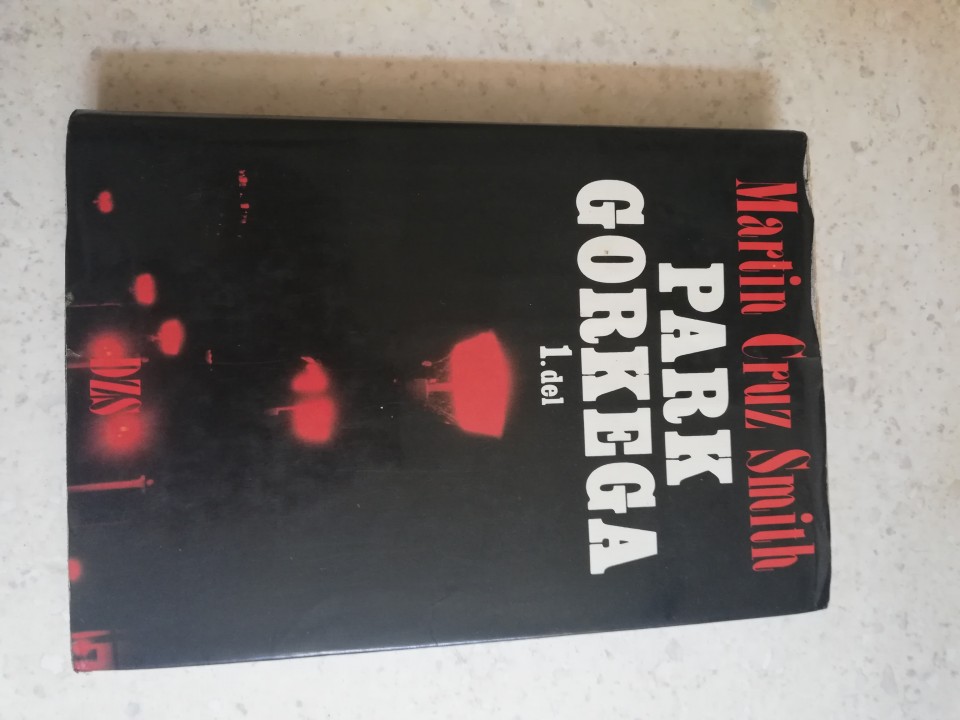 Martin Cruz Smith
PARK
GORKEGA
1. del
DZS